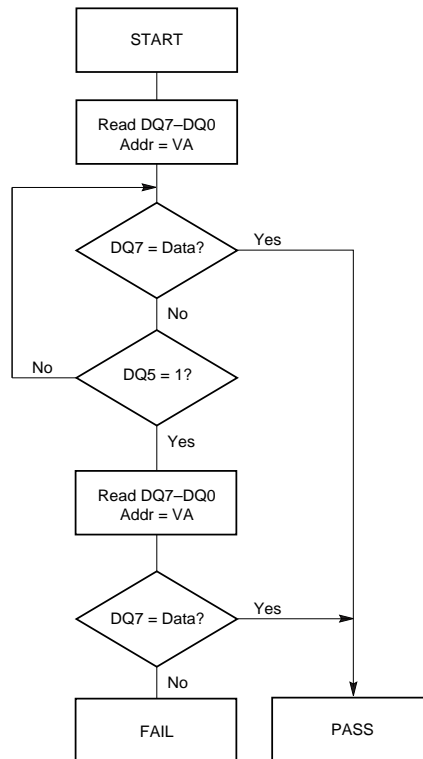 START
Read DQ7–DQ0
Addr = VA
DQ7 = Data?
Yes
No
No
DQ5 = 1?
Yes
Read DQ7–DQ0
Addr = VA
DQ7 = Data?
Yes
No
FAIL
PASS